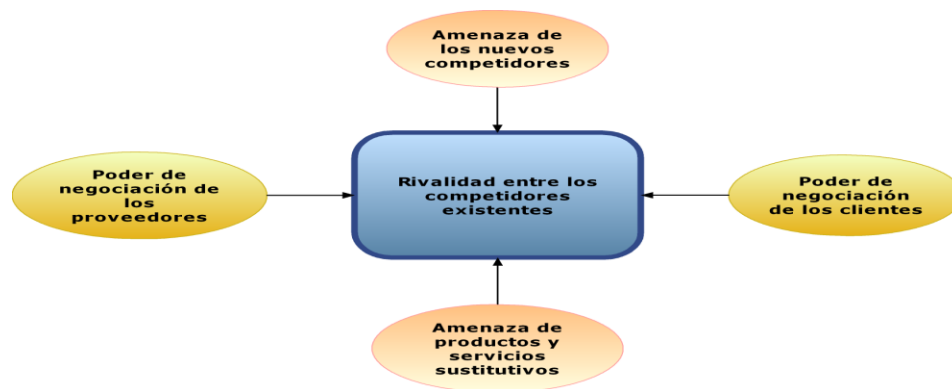 Amenaza de
los nuevos
competidores
Poder de
negociación de
los
proveedores
Rivalidad entre los
competidores
existentes
Poder de
negociación
de los clientes
Amenaza de
productos y
servicios
sustitutivos